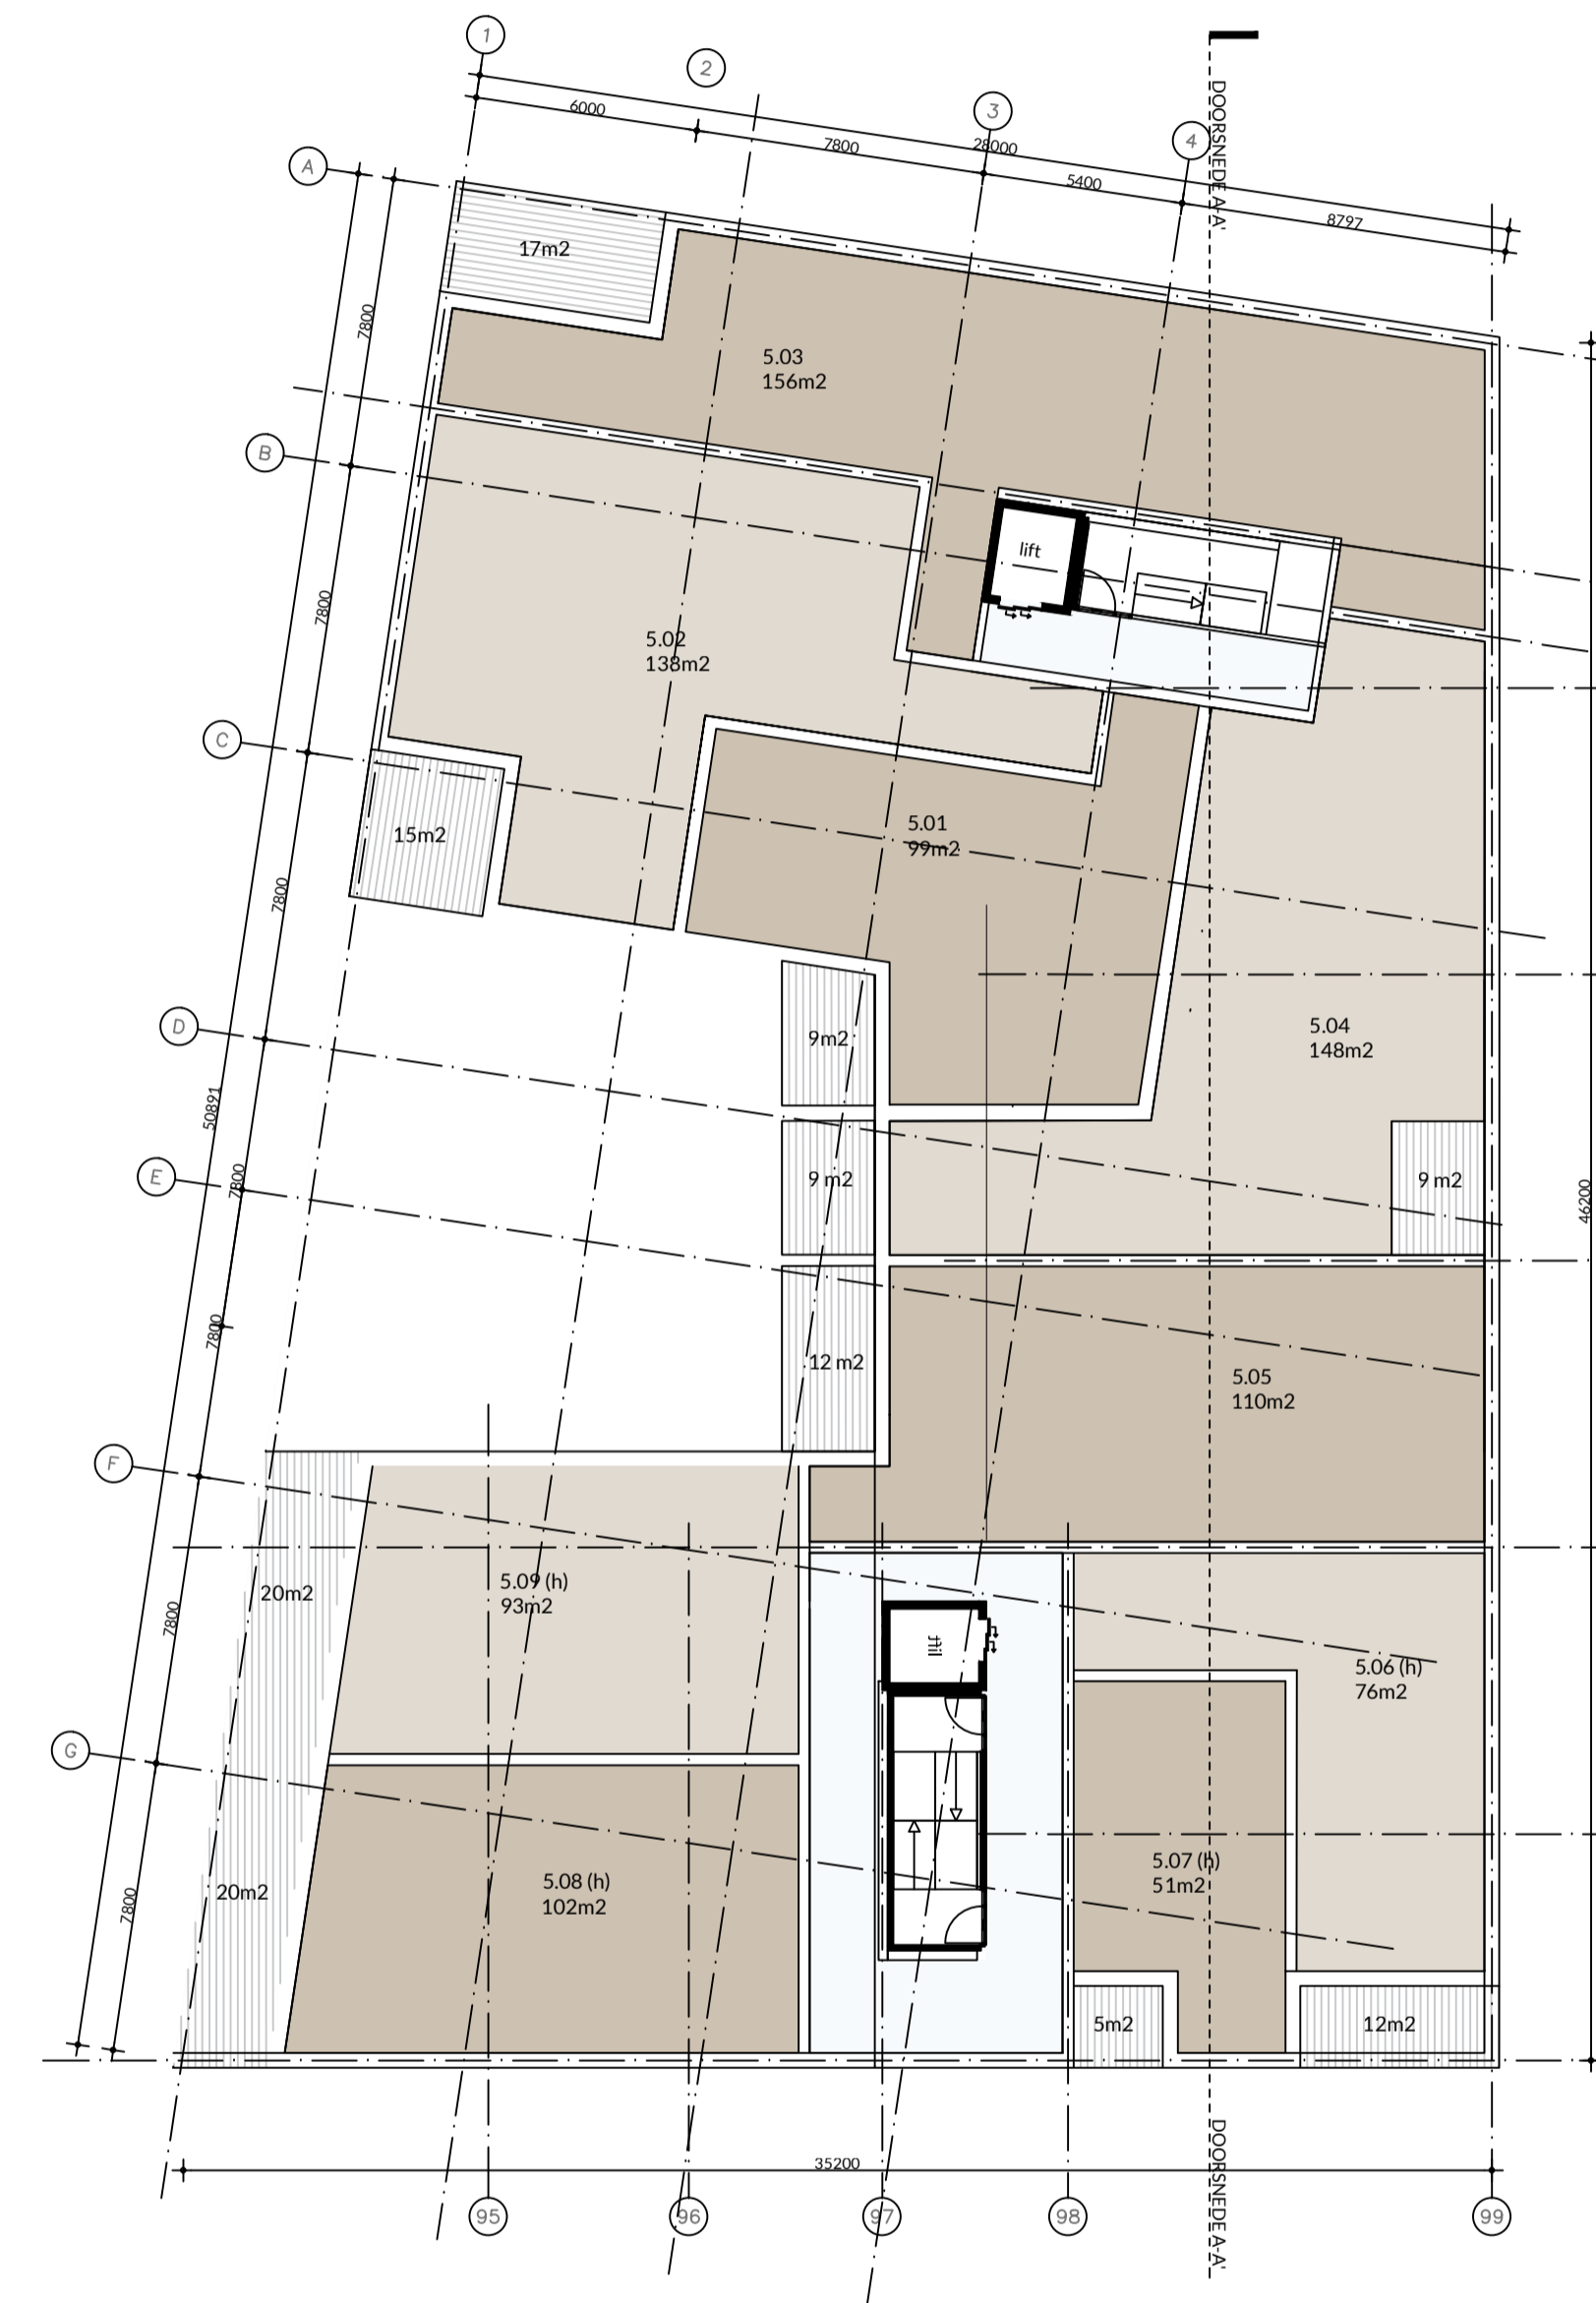 1
2
3
4
6000
7800
28000
5400
8797
DOORSNEDE A-A'
A
B
C
D
E
F
G
7800
7800
7800
50891
7800
7800
7800
7800
46200
17m2
5.03
156m2
lift
5.02
138m2
15m2
5.01
99m2
9m2
5.04
148m2
9 m2
9 m2
12 m2
5.05
110m2
20m2
5.09 (h)
93m2
lift
5.06 (h)
76m2
20m2
5.08 (h)
102m2
5.07 (h)
51m2
5m2
12m2
35200
DOORSNEDE A-A'
95
96
97
98
99